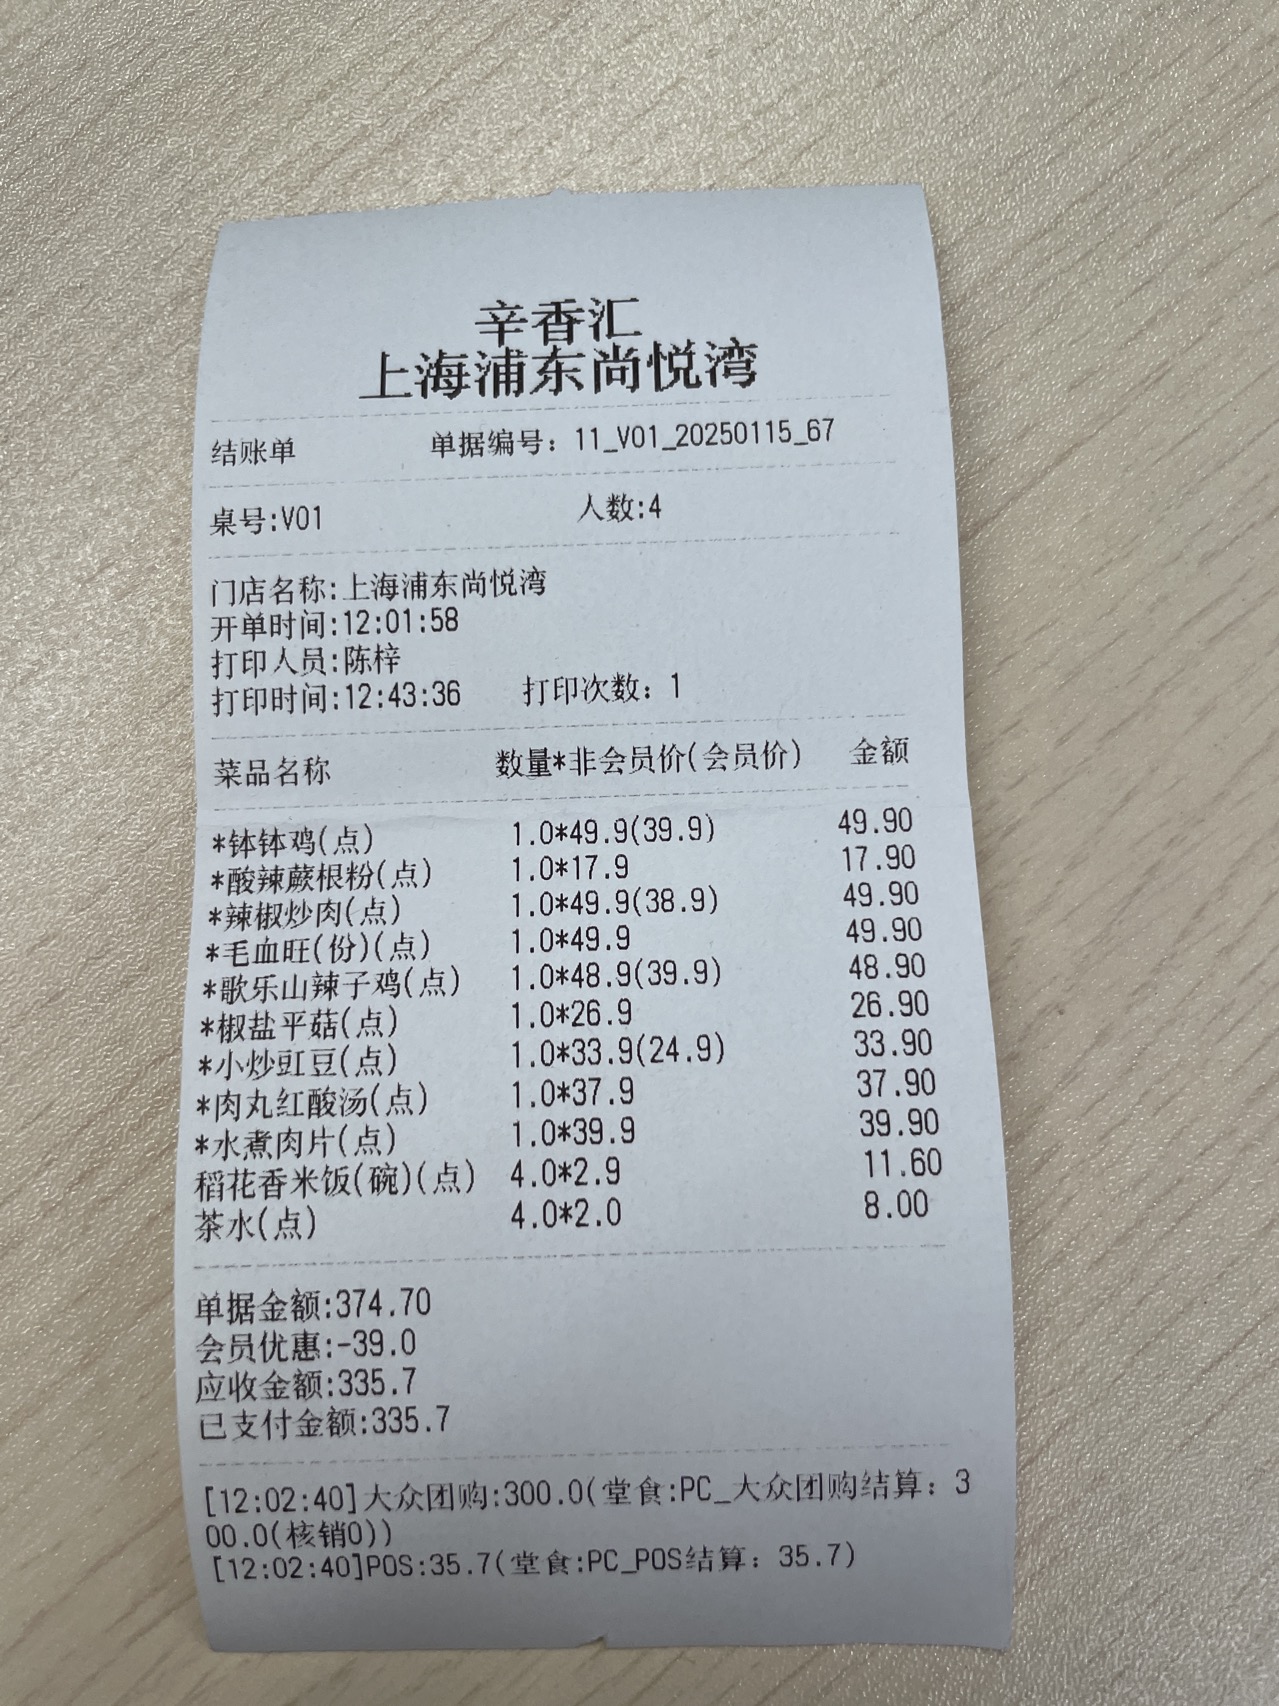 辛香汇
上海浦东尚悦湾
结账单 单据编号：11_V01_20250115_67
桌号:V01 人数:4
门店名称:上海浦东尚悦湾
开单时间:12:01:58
打印人员:陈梓
打印时间:12:43:36 打印次数：1
菜品名称 数量*非会员价(会员价) 金额
*钵钵鸡(点) 1.0*49.9(39.9) 49.90
*酸辣蕨根粉(点) 1.0*17.9 17.90
*辣椒炒肉(点) 1.0*49.9(38.9) 49.90
*毛血旺(份)(点) 1.0*49.9 49.90
*歌乐山辣子鸡(点) 1.0*48.9(39.9) 48.90
*椒盐平菇(点) 1.0*26.9 26.90
*小炒豇豆(点) 1.0*33.9(24.9) 33.90
*肉丸红酸汤(点) 1.0*37.9 37.90
*水煮肉片(点) 1.0*39.9 39.90
稻花香米饭(碗)(点) 4.0*2.9 11.60
茶水(点) 4.0*2.0 8.00
单据金额:374.70
会员优惠:-39.0
应收金额:335.7
已支付金额:335.7
[12:02:40]大众团购:300.0(堂食:PC_大众团购结算：3
00.0(核销0))
[12:02:40]POS:35.7(堂食:PC_POS结算：35.7)